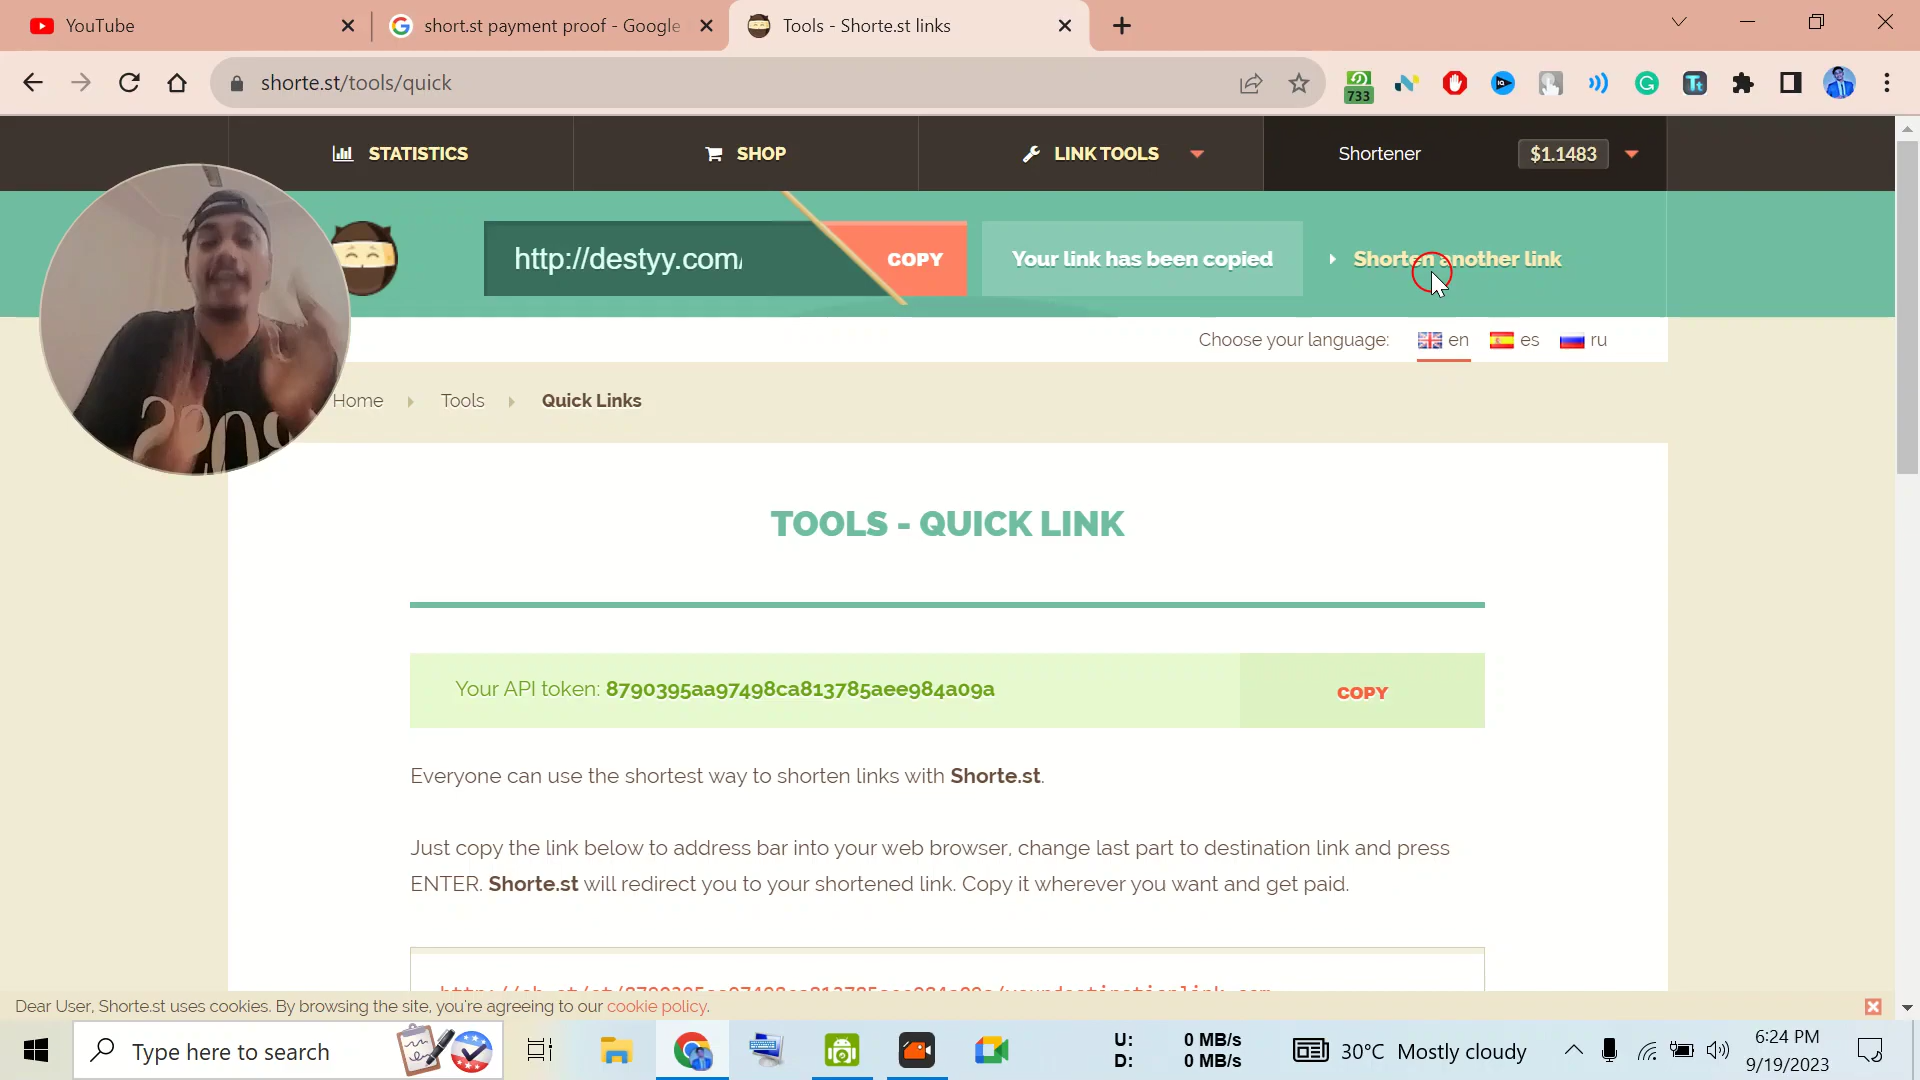 YouTube
short.st payment proof - Google
Tools - Shorte.st links
shorte.st/tools/quick
733
STATISTICS
SHOP
LINK TOOLS
Shortener
$1.1483
http://destyy.com/
COPY
Your link has been copied
Shorten another link
Choose your language:
en
es
ru
Home
Tools
Quick Links
TOOLS - QUICK LINK
Your API token: 8790395aa97498ca813785aee984a09a
COPY
Everyone can use the shortest way to shorten links with Shorte.st.
Just copy the link below to address bar into your web browser, change last part to destination link and press
ENTER. Shorte.st will redirect you to your shortened link. Copy it wherever you want and get paid.
Dear User, Shorte.st uses cookies. By browsing the site, you're agreeing to our cookie policy.
Type here to search
U: 0 MB/s
D: 0 MB/s
30°C Mostly cloudy
6:24 PM
9/19/2023